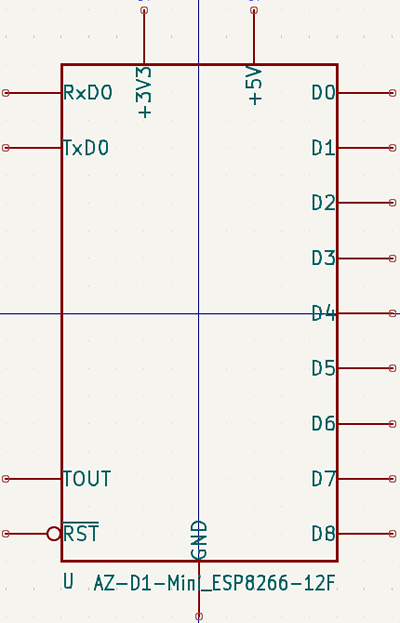 +3V3
+5V
RxD0
D0
TxD0
D1
D2
D3
D4
D5
D6
TOUT
D7
RST
D8
GND
U AZ-D1-Mini_ESP8266-12F